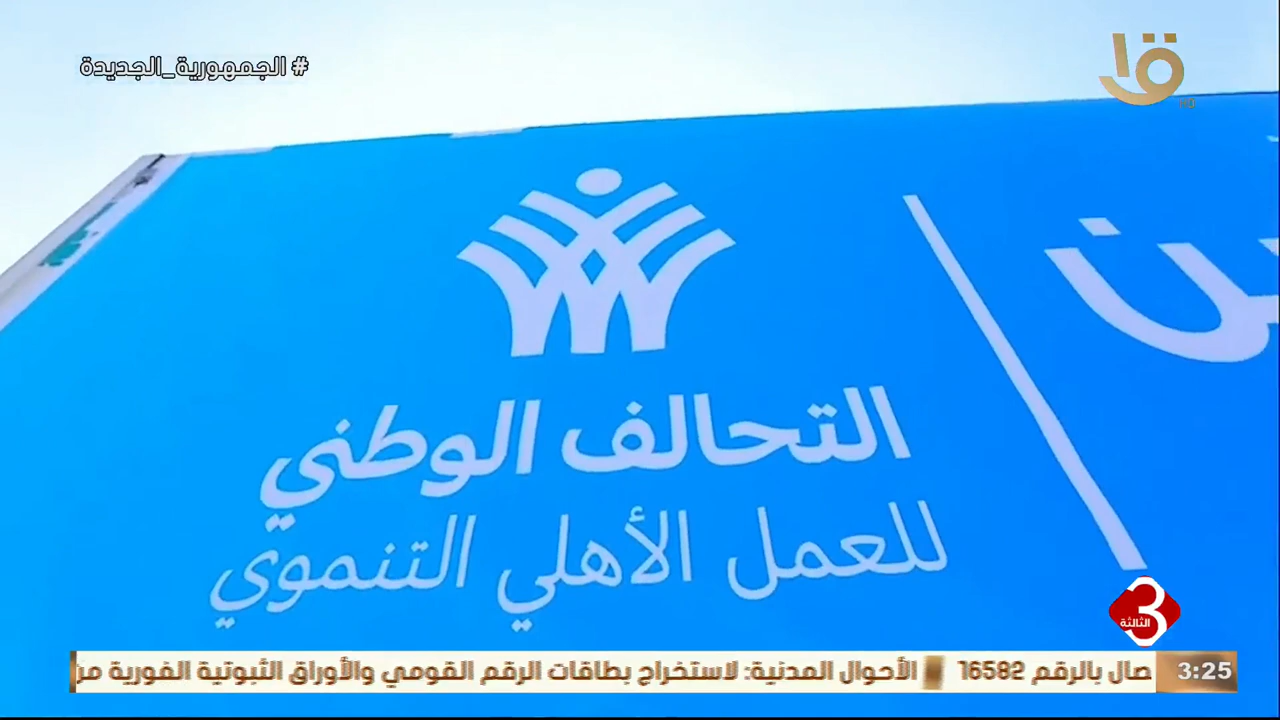 # الجمهورية_الجديدة
ن
التحالف الوطني
للعمل الأهلي التنموي
3
الثالثة
3:25
صال بالرقم 16582
الأحوال المدنية: لاستخراج بطاقات الرقم القومي والأوراق الثبوتية الفورية من